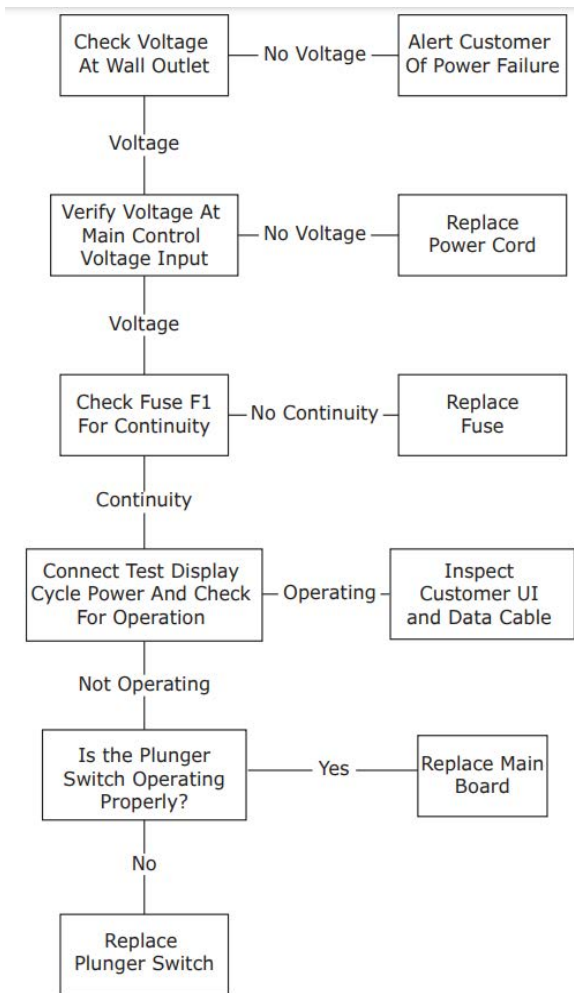 Check Voltage
At Wall Outlet
No Voltage
Alert Customer
Of Power Failure
Voltage
Verify Voltage At
Main Control
Voltage Input
No Voltage
Replace
Power Cord
Voltage
Check Fuse F1
For Continuity
No Continuity
Replace
Fuse
Continuity
Connect Test Display
Cycle Power And Check
For Operation
Operating
Inspect
Customer UI
and Data Cable
Not Operating
Is the Plunger
Switch Operating
Properly?
Yes
Replace Main
Board
No
Replace
Plunger Switch